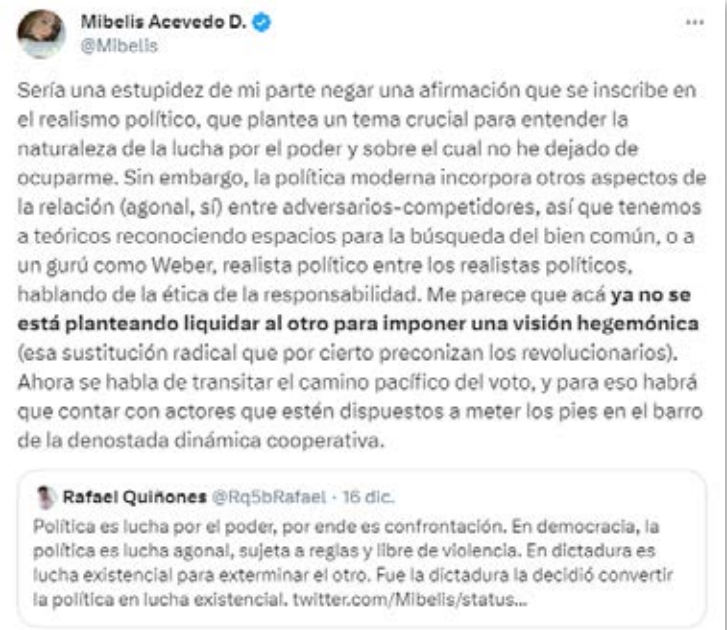 Mibelis Acevedo D.
@Mibelis
Sería una estupidez de mi parte negar una afirmación que se inscribe en
el realismo político, que plantea un tema crucial para entender la
naturaleza de la lucha por el poder y sobre el cual no he dejado de
ocuparme. Sin embargo, la política moderna incorpora otros aspectos de
la relación (agonal, sí) entre adversarios-competidores, así que tenemos
a teóricos reconociendo espacios para la búsqueda del bien común, o a
un gurú como Weber, realista político entre los realistas políticos,
hablando de la ética de la responsabilidad. Me parece que acá ya no se
está planteando liquidar al otro para imponer una visión hegemónica
(esa sustitución radical que por cierto preconizan los revolucionarios).
Ahora se habla de transitar el camino pacífico del voto, y para eso habrá
que contar con actores que estén dispuestos a meter los pies en el barro
de la denostada dinámica cooperativa.
Rafael Quiñones @Rq5bRafael · 16 dic.
Política es lucha por el poder, por ende es confrontación. En democracia, la
política es lucha agonal, sujeta a reglas y libre de violencia. En dictadura es
lucha existencial para exterminar el otro. Fue la dictadura la decidió convertir
la política en lucha existencial. twitter.com/Mibelis/status...